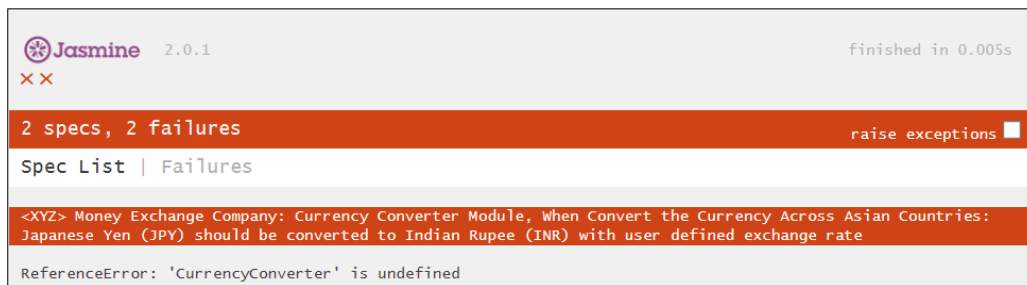 Jasmine 2.0.1 finished in 0.005s
××
2 specs, 2 failures raise exceptions
Spec List | Failures
<XYZ> Money Exchange Company: Currency Converter Module, When Convert the Currency Across Asian Countries:
Japanese Yen (JPY) should be converted to Indian Rupee (INR) with user defined exchange rate
ReferenceError: 'CurrencyConverter' is undefined